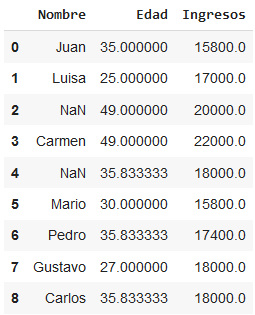 Nombre Edad Ingresos
0 Juan 35.000000 15800.0
1 Luisa 25.000000 17000.0
2 NaN 49.000000 20000.0
3 Carmen 49.000000 22000.0
4 NaN 35.833333 18000.0
5 Mario 30.000000 15800.0
6 Pedro 35.833333 17400.0
7 Gustavo 27.000000 18000.0
8 Carlos 35.833333 18000.0